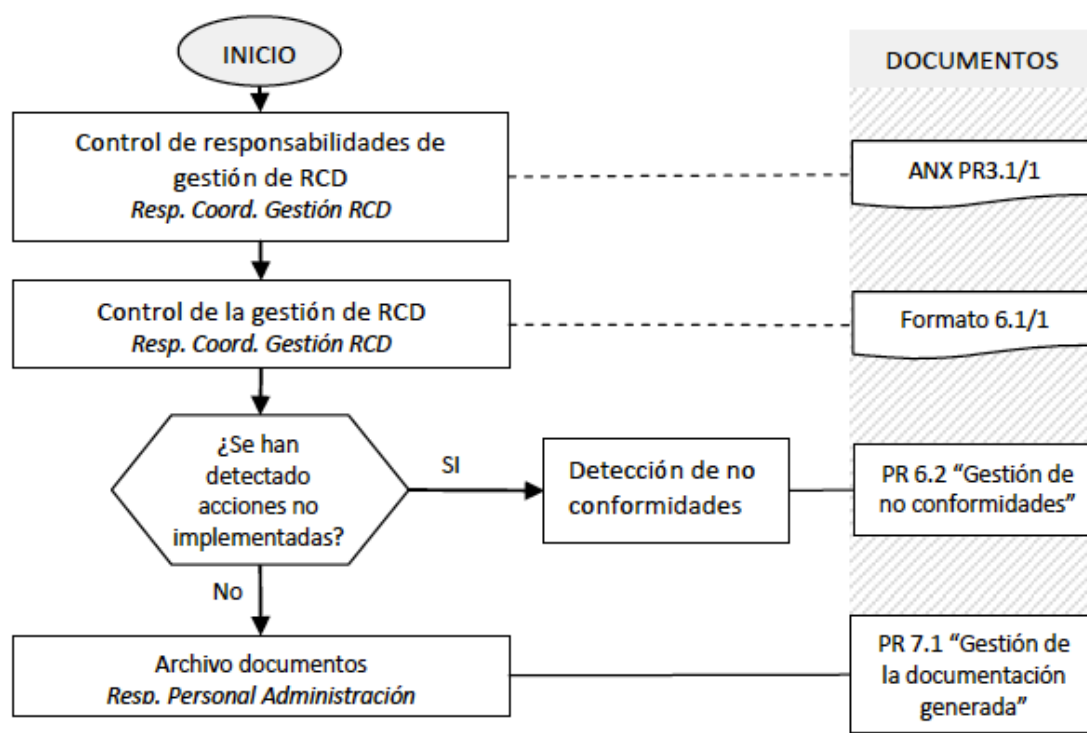 INICIO
DOCUMENTOS
Control de responsabilidades de
gestión de RCD
Resp. Coord. Gestión RCD
ANX PR3.1/1
Control de la gestión de RCD
Resp. Coord. Gestión RCD
Formato 6.1/1
¿Se han
detectado
acciones no
implementadas?
SI
Detección de no
conformidades
PR 6.2 “Gestión de
no conformidades”
No
Archivo documentos
Resp. Personal Administración
PR 7.1 “Gestión de
la documentación
generada”